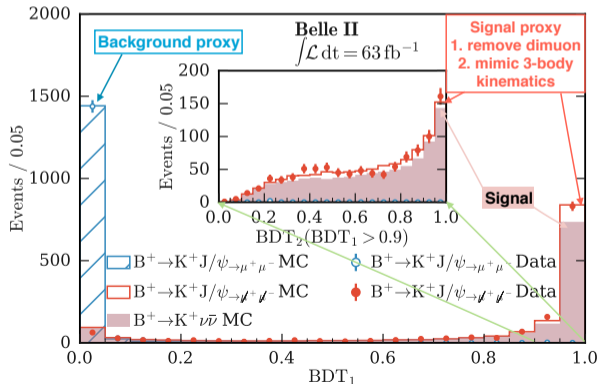 Belle II
∫ℒ dt = 63 fb⁻¹
Background proxy
Signal proxy
1. remove dimuon
2. mimic 3-body
kinematics
Events / 0.05
2000
1500
1000
500
0
Events / 0.05
200
150
100
50
0
0.0 0.2 0.4 0.6 0.8 1.0
BDT₂(BDT₁ > 0.9)
Signal
B⁺→K⁺J/ψ→μ⁺μ⁻ MC
B⁺→K⁺J/ψ→μ⁺μ⁻ Data
B⁺→K⁺J/ψ→μ̸⁺μ̸⁻ MC
B⁺→K⁺J/ψ→μ̸⁺μ̸⁻ Data
B⁺→K⁺νν̄ MC
0.0 0.2 0.4 0.6 0.8 1.0
BDT₁